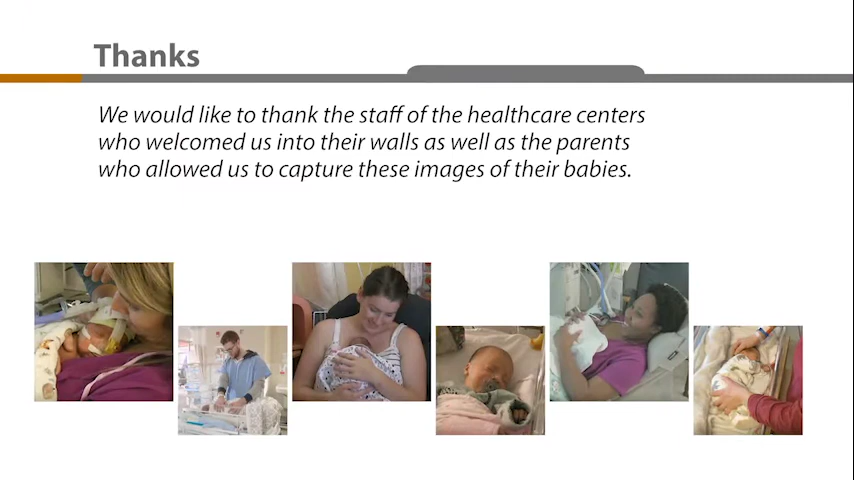 Thanks
We would like to thank the staff of the healthcare centers
who welcomed us into their walls as well as the parents
who allowed us to capture these images of their babies.